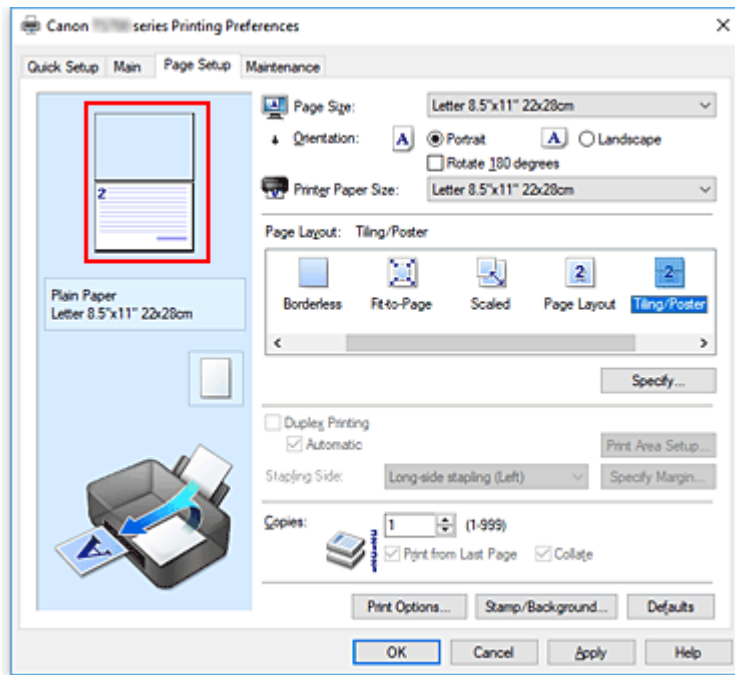 Canon series Printing Preferences
Quick Setup Main Page Setup Maintenance
2
Plain Paper
Letter 8.5"x11" 22x28cm
A
Page Size: Letter 8.5"x11" 22x28cm
Orientation: A Portrait A Landscape
Rotate 180 degrees
Printer Paper Size: Letter 8.5"x11" 22x28cm
Page Layout: Tiling/Poster
2 2
Borderless Fit-to-Page Scaled Page Layout Tiling/Poster
Specify...
Duplex Printing
Automatic Print Area Setup...
Stapling Side: Long-side stapling (Left) Specify Margin...
Copies: 1 (1-999)
Print from Last Page Collate
Print Options... Stamp/Background... Defaults
OK Cancel Apply Help